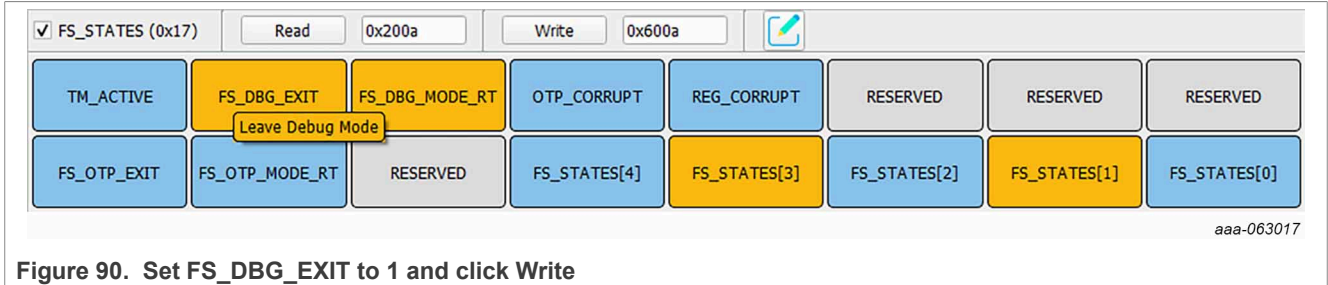 FS_STATES (0x17) Read 0x200a Write 0x600a
TM_ACTIVE FS_DBG_EXIT FS_DBG_MODE_RT OTP_CORRUPT REG_CORRUPT RESERVED RESERVED RESERVED
Leave Debug Mode
FS_OTP_EXIT FS_OTP_MODE_RT RESERVED FS_STATES[4] FS_STATES[3] FS_STATES[2] FS_STATES[1] FS_STATES[0]
aaa-063017
Figure 90. Set FS_DBG_EXIT to 1 and click Write